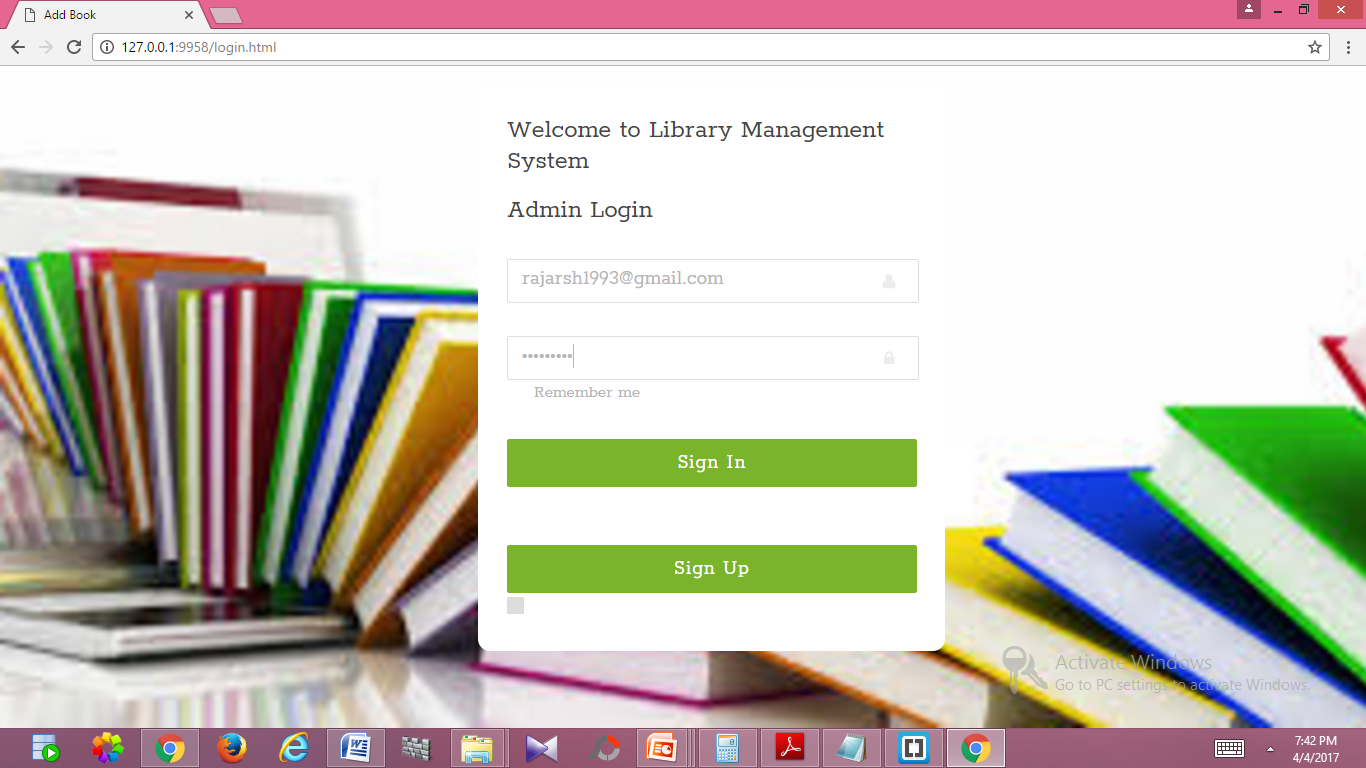 Add Book
127.0.0.1:9958/login.html
Welcome to Library Management
System
Admin Login
rajarsh1993@gmail.com
•••••••••
Remember me
Sign In
Sign Up
Activate Windows
Go to PC settings to activate Windows.
7:42 PM
4/4/2017